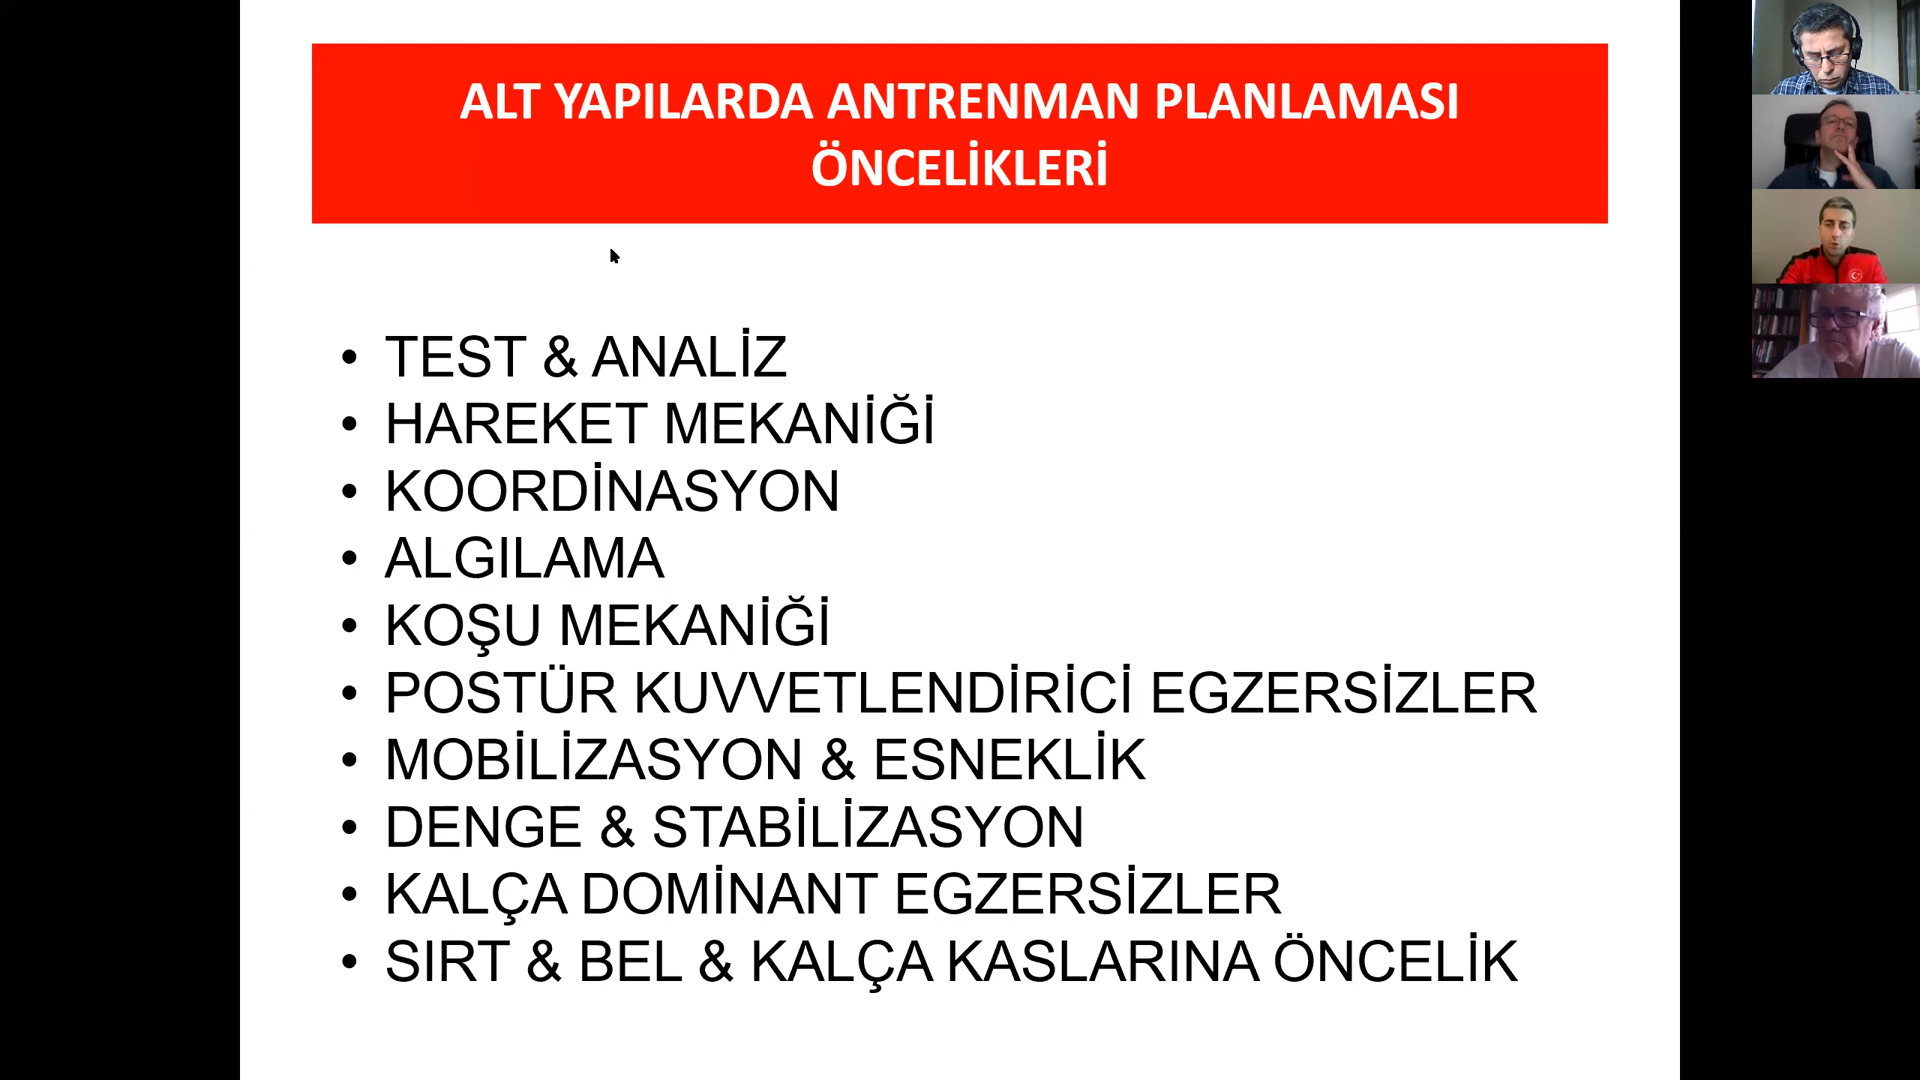 ALT YAPILARDA ANTRENMAN PLANLAMASI
ÖNCELİKLERİ
• TEST & ANALİZ
• HAREKET MEKANİĞİ
• KOORDİNASYON
• ALGILAMA
• KOŞU MEKANİĞİ
• POSTÜR KUVVETLENDİRİCİ EGZERSİZLER
• MOBİLİZASYON & ESNEKLİK
• DENGE & STABİLİZASYON
• KALÇA DOMİNANT EGZERSİZLER
• SIRT & BEL & KALÇA KASLARINA ÖNCELİK